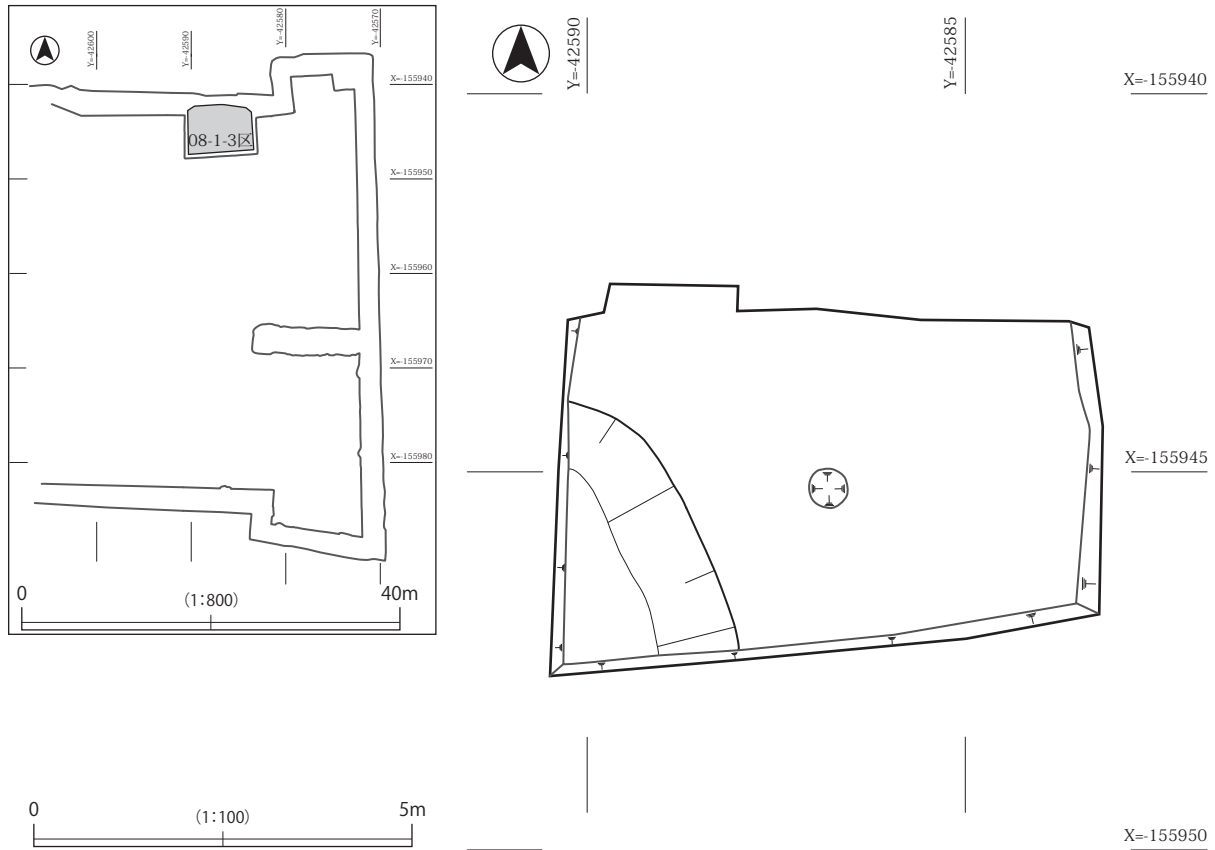 Y=-42600
Y=-42590
Y=-42580
Y=-42570
X=-155940
08-1-3区
X=-155950
X=-155960
X=-155970
X=-155980
0
(1:800)
40m
Y=-42590
Y=-42585
X=-155940
X=-155945
X=-155950
0
(1:100)
5m